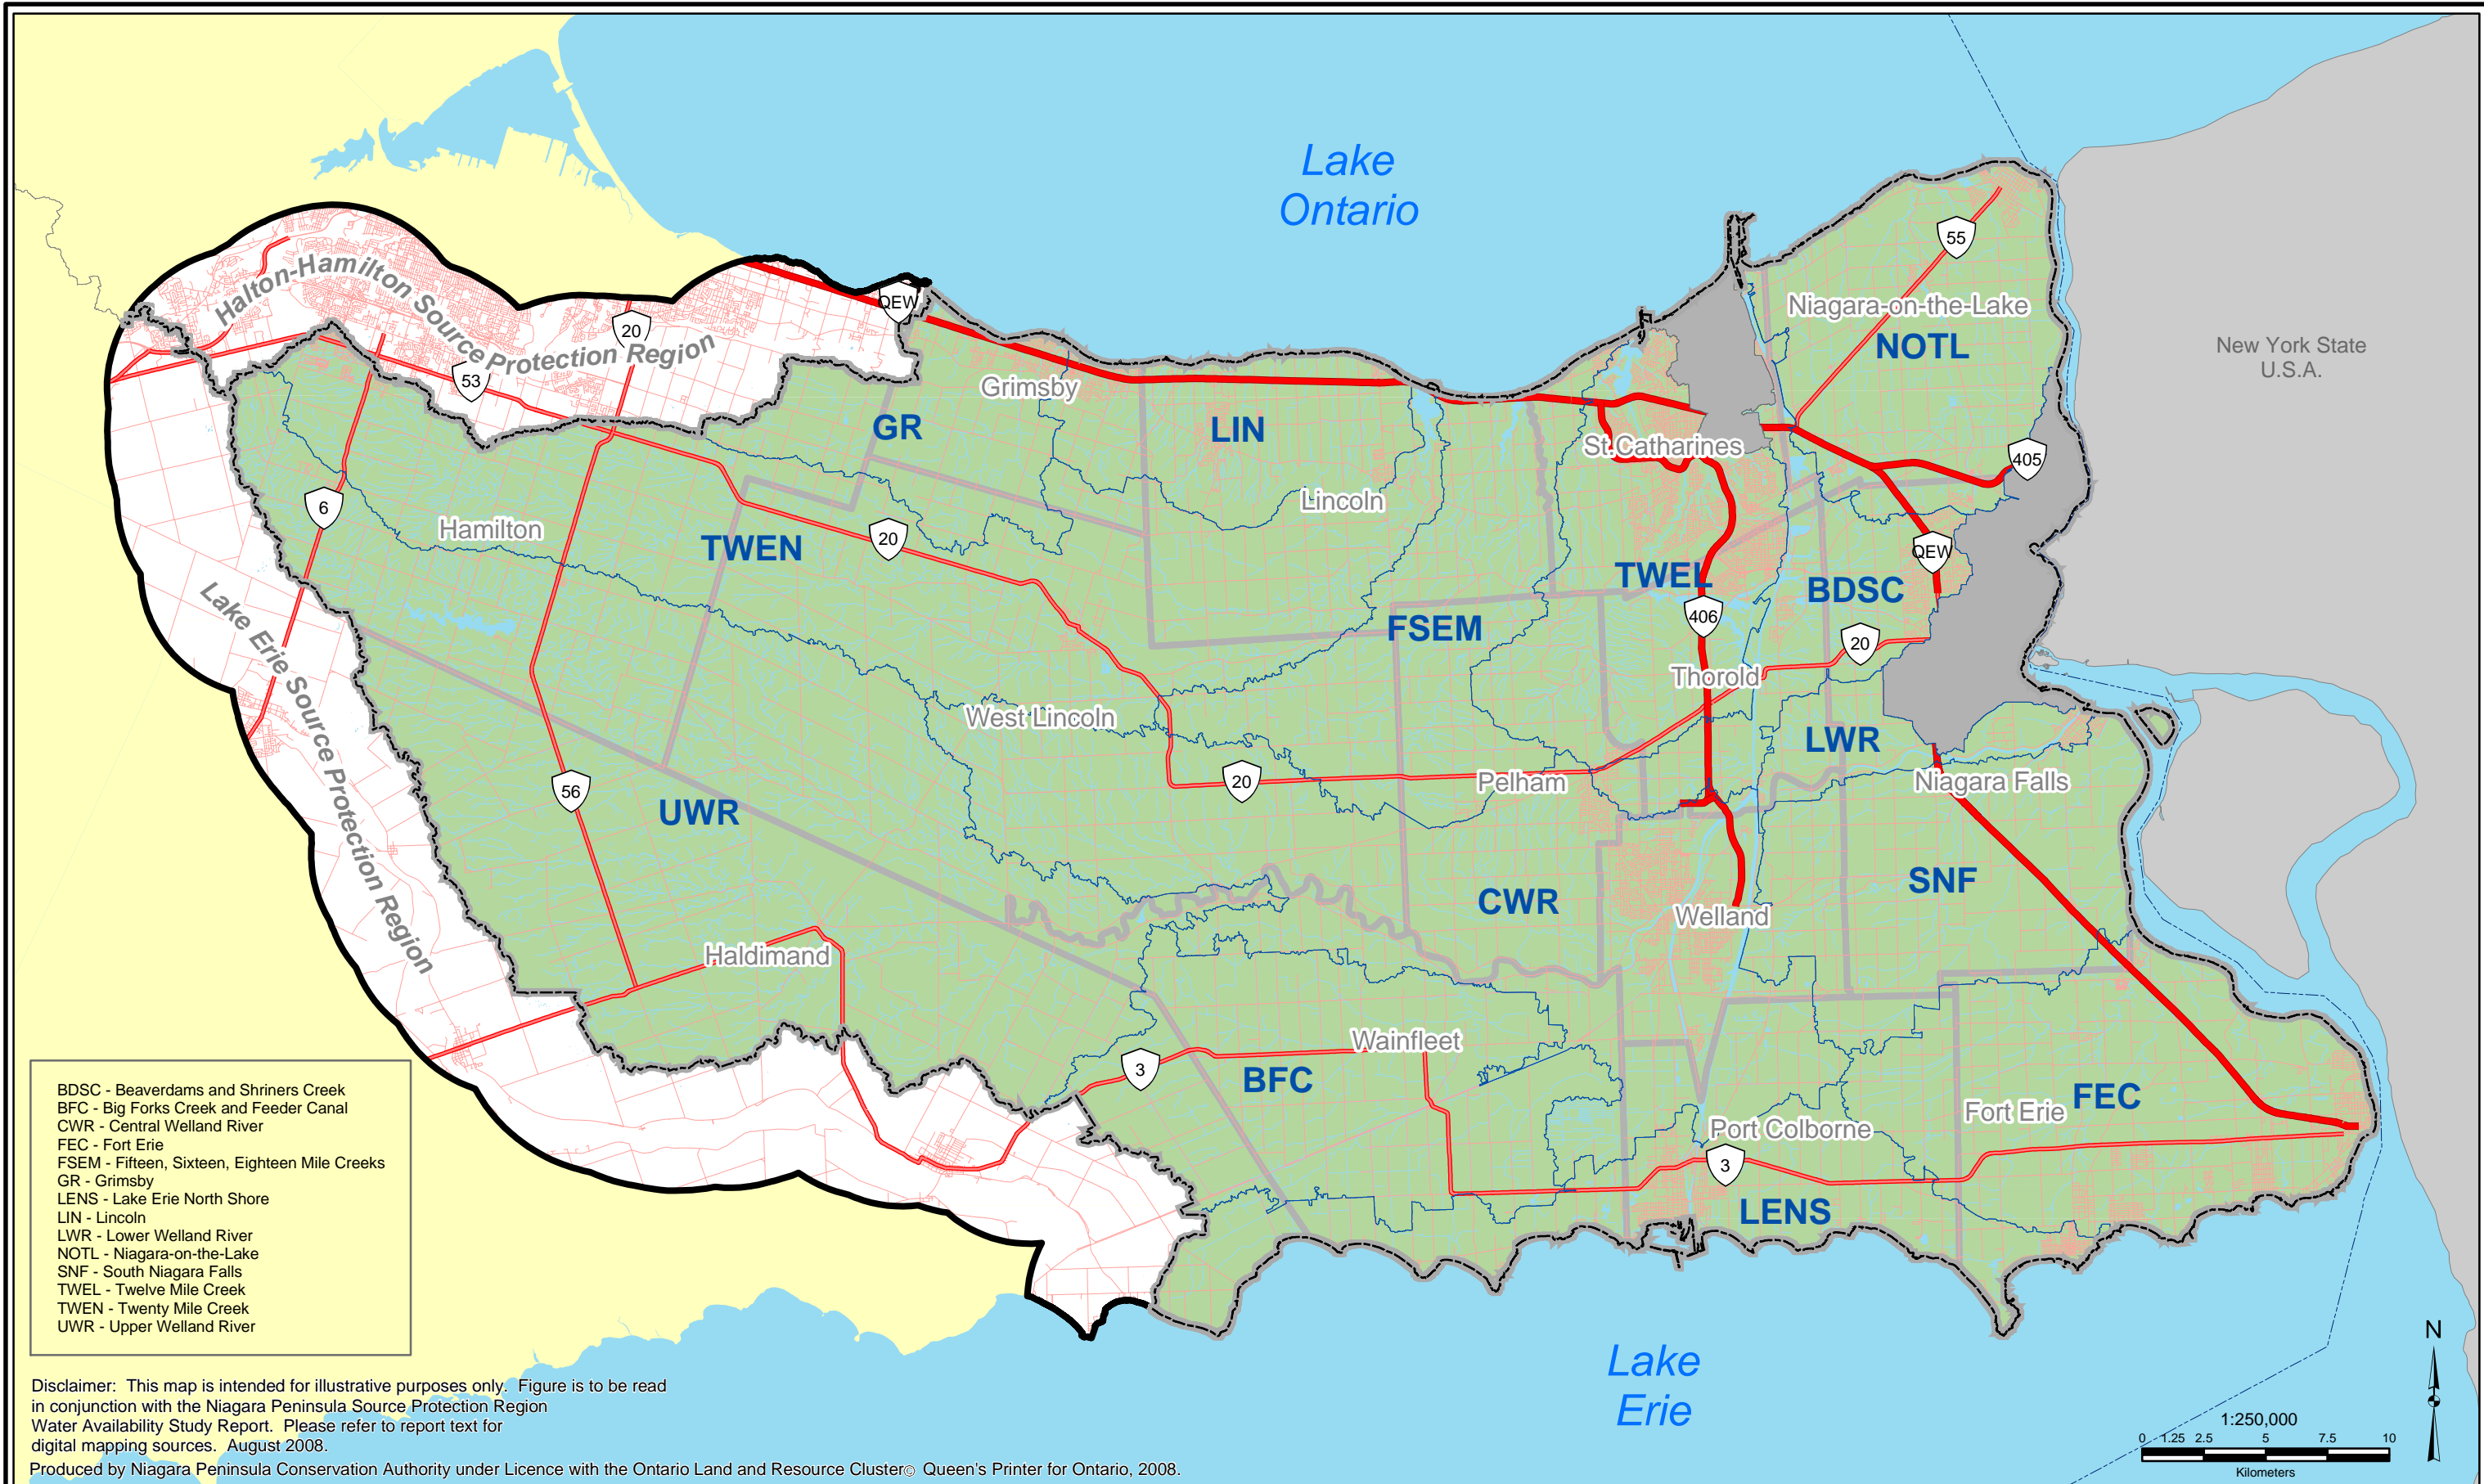 Lake
Ontario
55
Halton-Hamilton Source Protection Region
QEW
Niagara-on-the-Lake
20
NOTL
New York State
U.S.A.
53
Grimsby
GR
LIN
St.Catharines
405
6
Lincoln
Hamilton
TWEN
20
QEW
TWEL
BDSC
406
FSEM
20
Lake Erie Source Protection Region
Thorold
West Lincoln
LWR
20
Pelham
Niagara Falls
56
UWR
SNF
CWR
Welland
Haldimand
Wainfleet
3
BFC
FEC
Fort Erie
Port Colborne
3
LENS
BDSC - Beaverdams and Shriners Creek
BFC - Big Forks Creek and Feeder Canal
CWR - Central Welland River
FEC - Fort Erie
FSEM - Fifteen, Sixteen, Eighteen Mile Creeks
GR - Grimsby
LENS - Lake Erie North Shore
LIN - Lincoln
LWR - Lower Welland River
NOTL - Niagara-on-the-Lake
SNF - South Niagara Falls
TWEL - Twelve Mile Creek
TWEN - Twenty Mile Creek
UWR - Upper Welland River
Lake
Erie
N
Disclaimer: This map is intended for illustrative purposes only. Figure is to be read
in conjunction with the Niagara Peninsula Source Protection Region
Water Availability Study Report. Please refer to report text for
digital mapping sources. August 2008.
1:250,000
0 1.25 2.5 5 7.5 10
Kilometers
Produced by Niagara Peninsula Conservation Authority under Licence with the Ontario Land and Resource Cluster© Queen's Printer for Ontario, 2008.